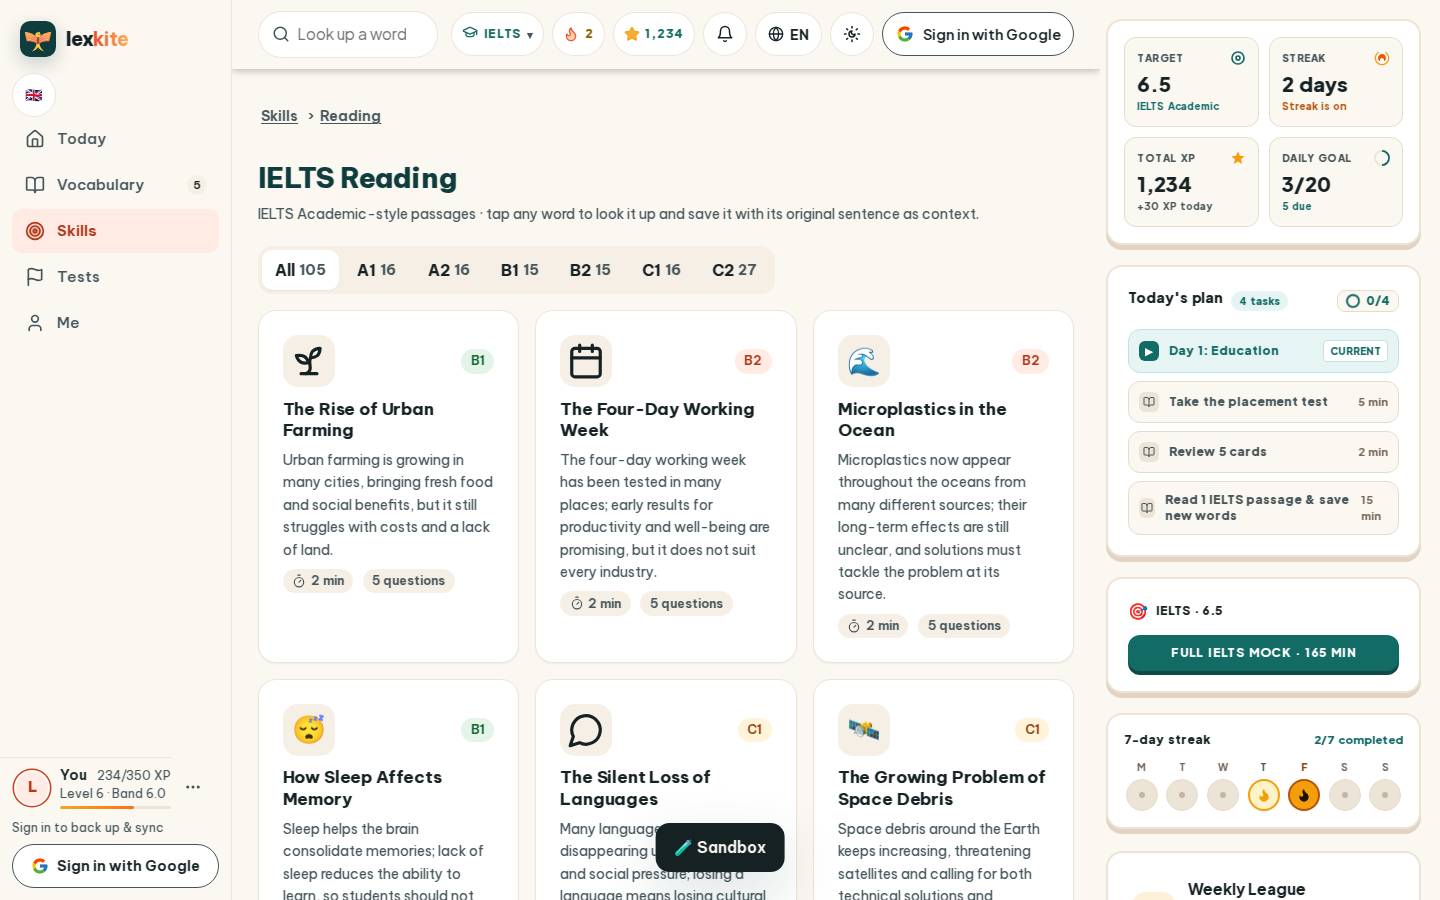 lexkite
Today
Vocabulary 5
Skills
Tests
Me
You 234/350 XP
Level 6 · Band 6.0
Sign in to back up & sync
Sign in with Google
Look up a word
IELTS ▾
2
1,234
EN
Sign in with Google
Skills › Reading
IELTS Reading
IELTS Academic-style passages · tap any word to look it up and save it with its original sentence as context.
All 105 A1 16 A2 16 B1 15 B2 15 C1 16 C2 27
B1
The Rise of Urban
Farming
Urban farming is growing in
many cities, bringing fresh food
and social benefits, but it still
struggles with costs and a lack
of land.
2 min 5 questions
B2
The Four-Day Working
Week
The four-day working week
has been tested in many
places; early results for
productivity and well-being are
promising, but it does not suit
every industry.
2 min 5 questions
B2
Microplastics in the
Ocean
Microplastics now appear
throughout the oceans from
many different sources; their
long-term effects are still
unclear, and solutions must
tackle the problem at its
source.
2 min 5 questions
B1
How Sleep Affects
Memory
Sleep helps the brain
consolidate memories; lack of
sleep reduces the ability to
learn, so students should not
C1
The Silent Loss of
Languages
Many language
disappearing u
and social pressure; losing a
language means losing cultural
C1
The Growing Problem of
Space Debris
Space debris around the Earth
keeps increasing, threatening
satellites and calling for both
technical solutions and
Sandbox
TARGET
6.5
IELTS Academic
STREAK
2 days
Streak is on
TOTAL XP
1,234
+30 XP today
DAILY GOAL
3/20
5 due
Today's plan 4 tasks 0/4
Day 1: Education CURRENT
Take the placement test 5 min
Review 5 cards 2 min
Read 1 IELTS passage & save
new words
15
min
IELTS · 6.5
FULL IELTS MOCK · 165 MIN
7-day streak 2/7 completed
M T W T F S S
Weekly League
L